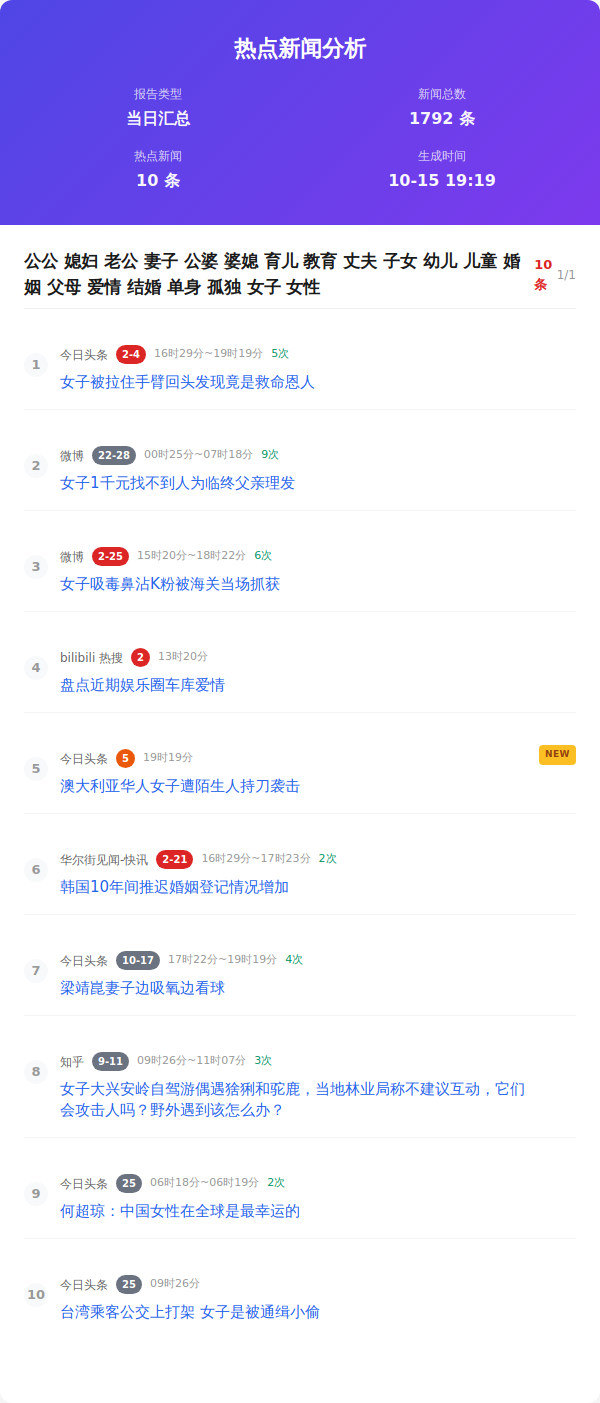 热点新闻分析
报告类型
新闻总数
当日汇总
1792 条
热点新闻
生成时间
10 条
10-15 19:19
公公 媳妇 老公 妻子 公婆 婆媳 育儿 教育 丈夫 子女 幼儿 儿童 婚
姻 父母 爱情 结婚 单身 孤独 女子 女性
10
条
1/1
1
今日头条 2-4 16时29分~19时19分 5次
女子被拉住手臂回头发现竟是救命恩人
2
微博 22-28 00时25分~07时18分 9次
女子1千元找不到人为临终父亲理发
3
微博 2-25 15时20分~18时22分 6次
女子吸毒鼻沾K粉被海关当场抓获
4
bilibili 热搜 2 13时20分
盘点近期娱乐圈车库爱情
5
今日头条 5 19时19分
NEW
澳大利亚华人女子遭陌生人持刀袭击
6
华尔街见闻-快讯 2-21 16时29分~17时23分 2次
韩国10年间推迟婚姻登记情况增加
7
今日头条 10-17 17时22分~19时19分 4次
梁靖崑妻子边吸氧边看球
8
知乎 9-11 09时26分~11时07分 3次
女子大兴安岭自驾游偶遇猞猁和驼鹿，当地林业局称不建议互动，它们
会攻击人吗？野外遇到该怎么办？
9
今日头条 25 06时18分~06时19分 2次
何超琼：中国女性在全球是最幸运的
10
今日头条 25 09时26分
台湾乘客公交上打架 女子是被通缉小偷